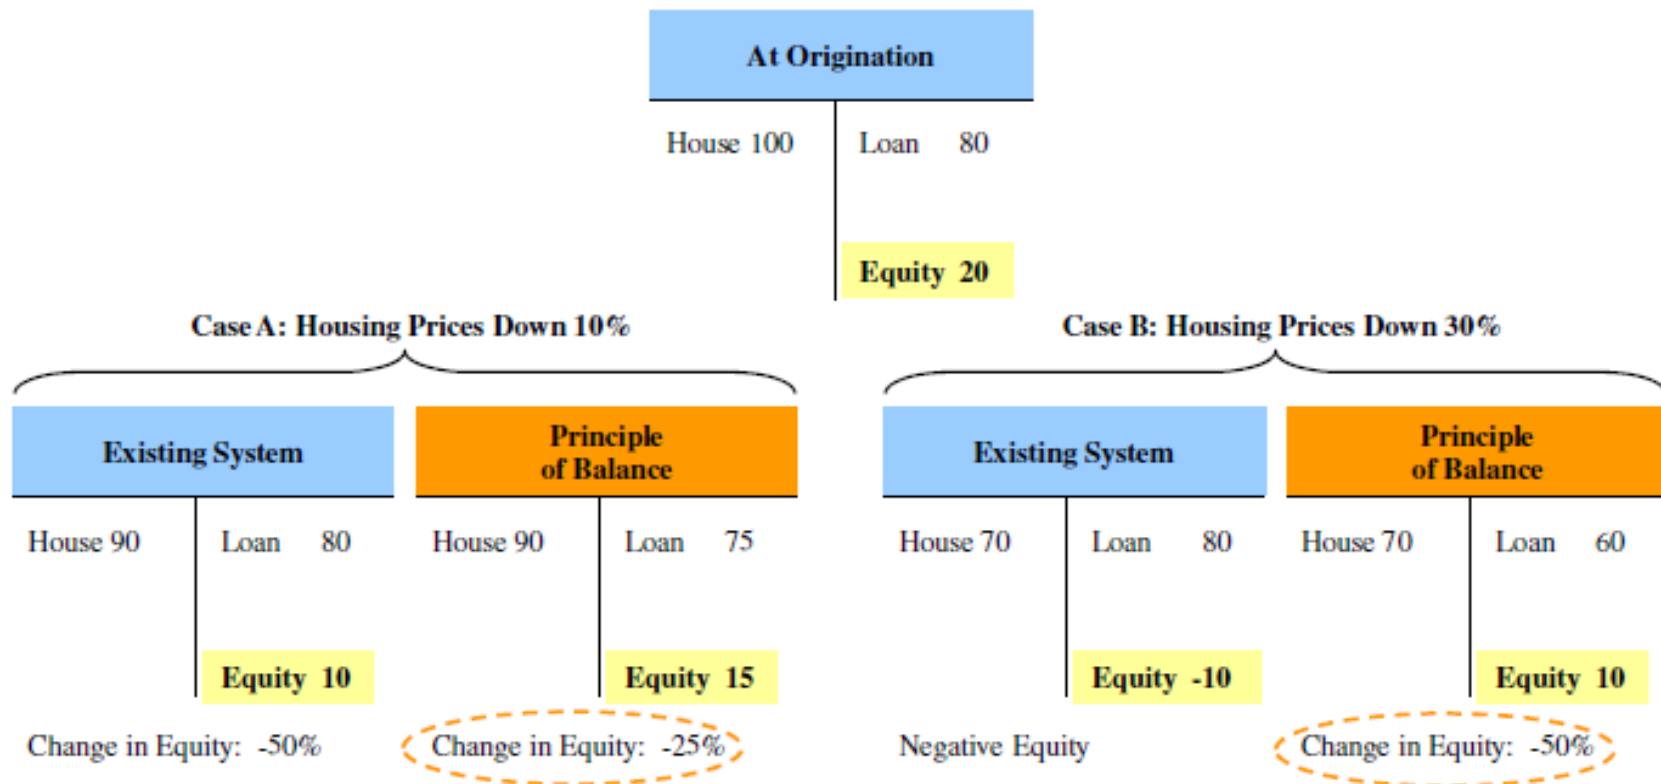 At Origination
House 100
Loan 80
Equity 20
Case A: Housing Prices Down 10%
Case B: Housing Prices Down 30%
Existing System
Principle
of Balance
Existing System
Principle
of Balance
House 90
Loan 80
House 90
Loan 75
House 70
Loan 80
House 70
Loan 60
Equity 10
Equity 15
Equity -10
Equity 10
Change in Equity: -50%
Change in Equity: -25%
Negative Equity
Change in Equity: -50%